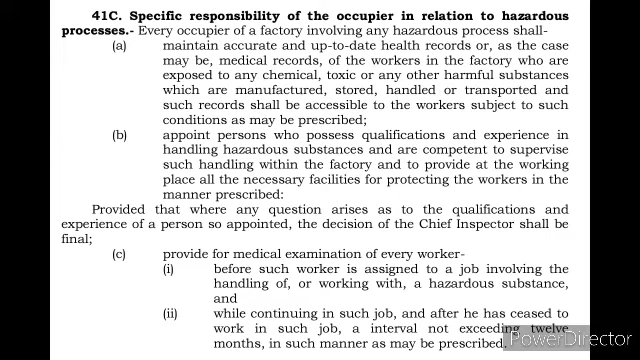 41C. Specific responsibility of the occupier in relation to hazardous
processes.- Every occupier of a factory involving any hazardous process shall-
(a) maintain accurate and up-to-date health records or, as the case
may be, medical records, of the workers in the factory who are
exposed to any chemical, toxic or any other harmful substances
which are manufactured, stored, handled or transported and
such records shall be accessible to the workers subject to such
conditions as may be prescribed;
(b) appoint persons who possess qualifications and experience in
handling hazardous substances and are competent to supervise
such handling within the factory and to provide at the working
place all the necessary facilities for protecting the workers in the
manner prescribed:
Provided that where any question arises as to the qualifications and
experience of a person so appointed, the decision of the Chief Inspector shall be
final;
(c) provide for medical examination of every worker-
(i) before such worker is assigned to a job involving the
handling of, or working with, a hazardous substance,
and
(ii) while continuing in such job, and after he has ceased to
work in such job, a interval not exceeding twelve
months, in such manner as may be prescribed.
PowerDirector